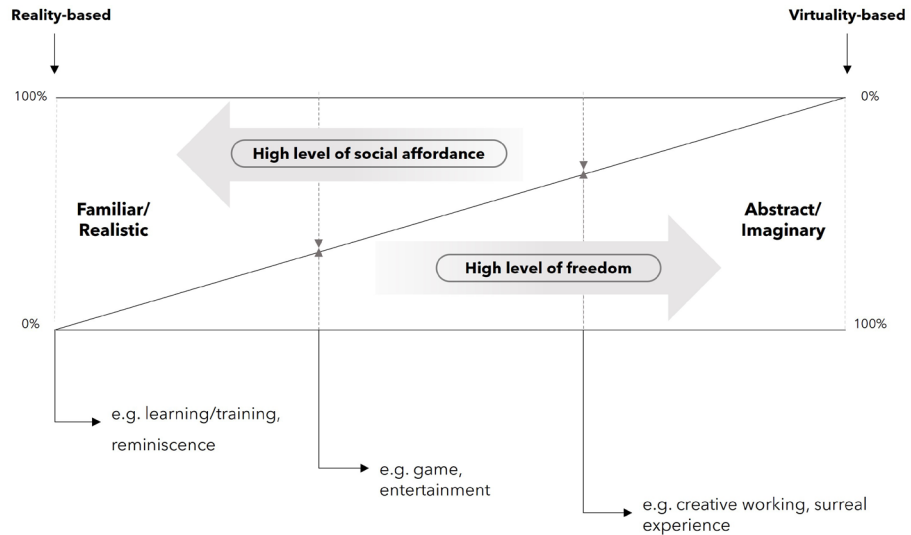 Reality-based
Virtuality-based
100%
0%
High level of social affordance
Familiar/
Realistic
Abstract/
Imaginary
High level of freedom
0%
100%
e.g. learning/training,
reminiscence
e.g. game,
entertainment
e.g. creative working, surreal
experience